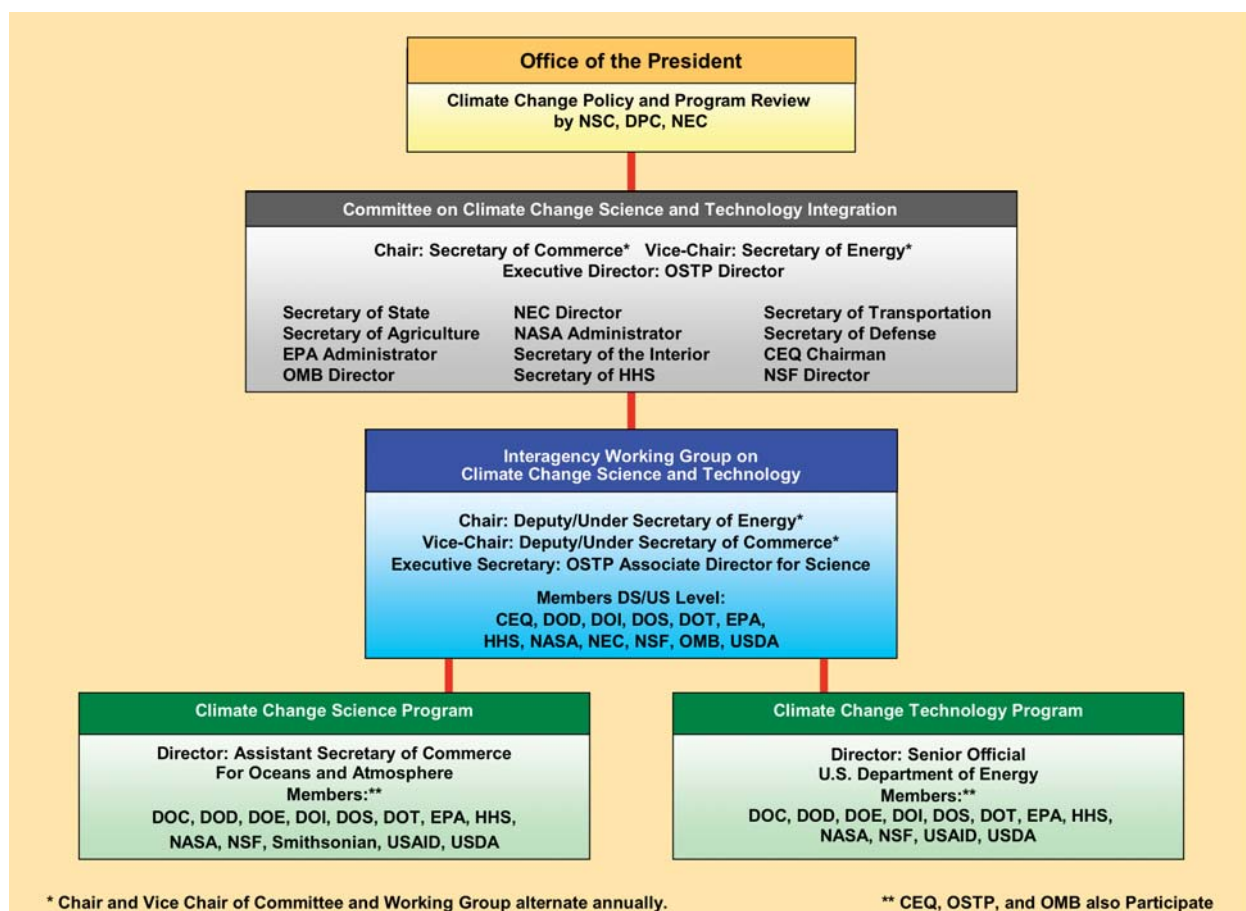 Office of the President
Climate Change Policy and Program Review
by NSC, DPC, NEC
Committee on Climate Change Science and Technology Integration
Chair: Secretary of Commerce* Vice-Chair: Secretary of Energy*
Executive Director: OSTP Director
Secretary of State
Secretary of Agriculture
EPA Administrator
OMB Director
NEC Director
NASA Administrator
Secretary of the Interior
Secretary of HHS
Secretary of Transportation
Secretary of Defense
CEQ Chairman
NSF Director
Interagency Working Group on
Climate Change Science and Technology
Chair: Deputy/Under Secretary of Energy*
Vice-Chair: Deputy/Under Secretary of Commerce*
Executive Secretary: OSTP Associate Director for Science
Members DS/US Level:
CEQ, DOD, DOI, DOS, DOT, EPA,
HHS, NASA, NEC, NSF, OMB, USDA
Climate Change Science Program
Director: Assistant Secretary of Commerce
For Oceans and Atmosphere
Members:**
DOC, DOD, DOE, DOI, DOS, DOT, EPA, HHS,
NASA, NSF, Smithsonian, USAID, USDA
Climate Change Technology Program
Director: Senior Official
U.S. Department of Energy
Members:**
DOC, DOD, DOE, DOI, DOS, DOT, EPA, HHS,
NASA, NSF, USAID, USDA
* Chair and Vice Chair of Committee and Working Group alternate annually.
** CEQ, OSTP, and OMB also Participate